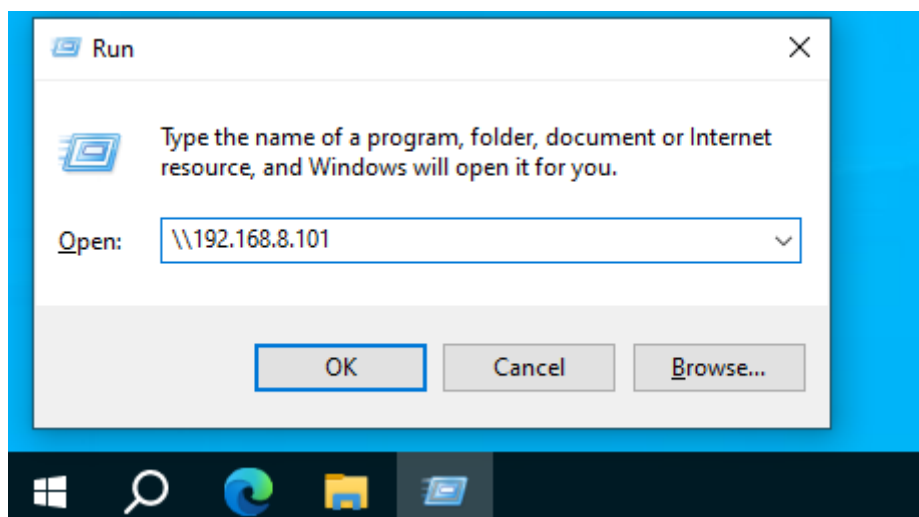 Run
Type the name of a program, folder, document or Internet
resource, and Windows will open it for you.
Open: \\192.168.8.101
OK Cancel Browse...